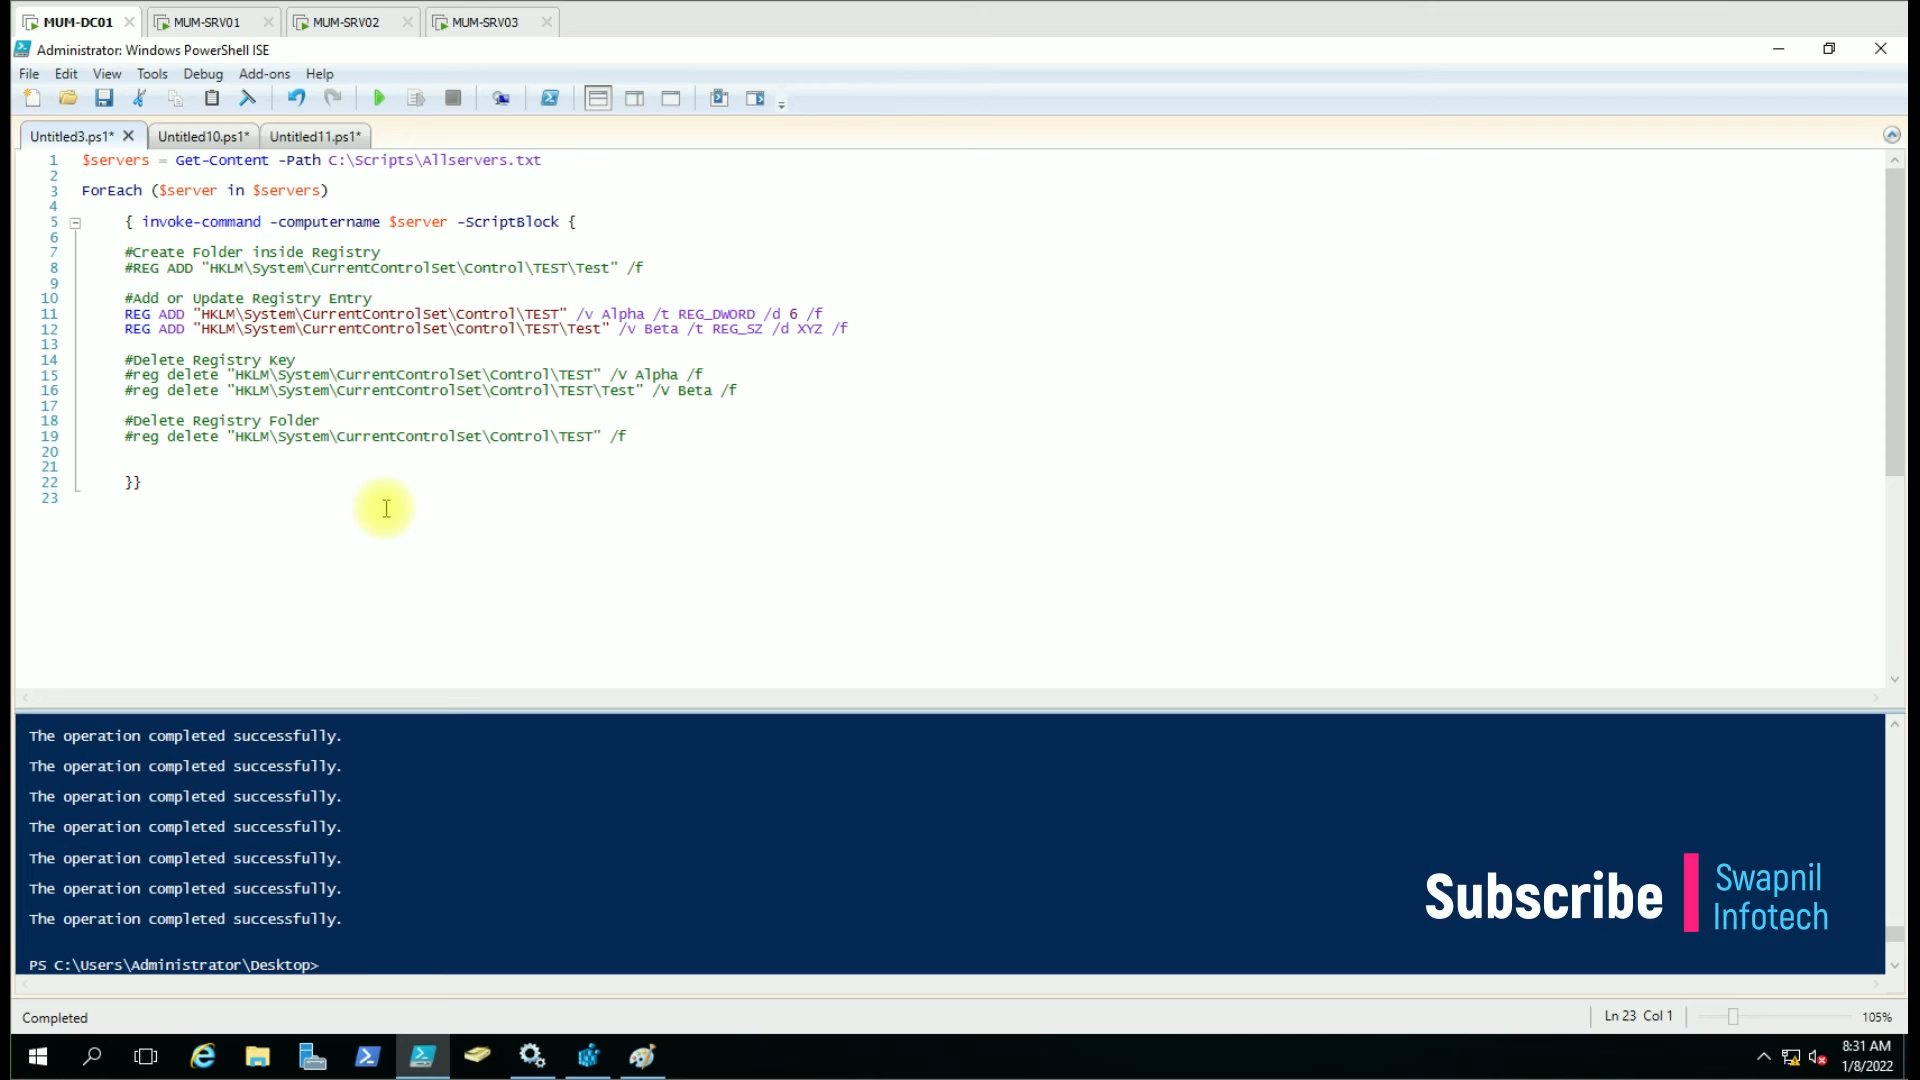 MUM-DC01 MUM-SRV01 MUM-SRV02 MUM-SRV03
Administrator: Windows PowerShell ISE
File Edit View Tools Debug Add-ons Help
Untitled3.ps1* Untitled10.ps1* Untitled11.ps1*
1 $servers = Get-Content -Path C:\Scripts\Allservers.txt
2
3 ForEach ($server in $servers)
4
5 { invoke-command -computername $server -ScriptBlock {
6
7 #Create Folder inside Registry
8 #REG ADD "HKLM\System\CurrentControlSet\Control\TEST\Test" /f
9
10 #Add or Update Registry Entry
11 REG ADD "HKLM\System\CurrentControlSet\Control\TEST" /v Alpha /t REG_DWORD /d 6 /f
12 REG ADD "HKLM\System\CurrentControlSet\Control\TEST\Test" /v Beta /t REG_SZ /d XYZ /f
13
14 #Delete Registry Key
15 #reg delete "HKLM\System\CurrentControlSet\Control\TEST" /V Alpha /f
16 #reg delete "HKLM\System\CurrentControlSet\Control\TEST\Test" /V Beta /f
17
18 #Delete Registry Folder
19 #reg delete "HKLM\System\CurrentControlSet\Control\TEST" /f
20
21
22 }}
23
The operation completed successfully.
The operation completed successfully.
The operation completed successfully.
The operation completed successfully.
The operation completed successfully.
The operation completed successfully.
The operation completed successfully.
PS C:\Users\Administrator\Desktop>
Subscribe
Swapnil
Infotech
Completed Ln 23 Col 1 105%
8:31 AM
1/8/2022